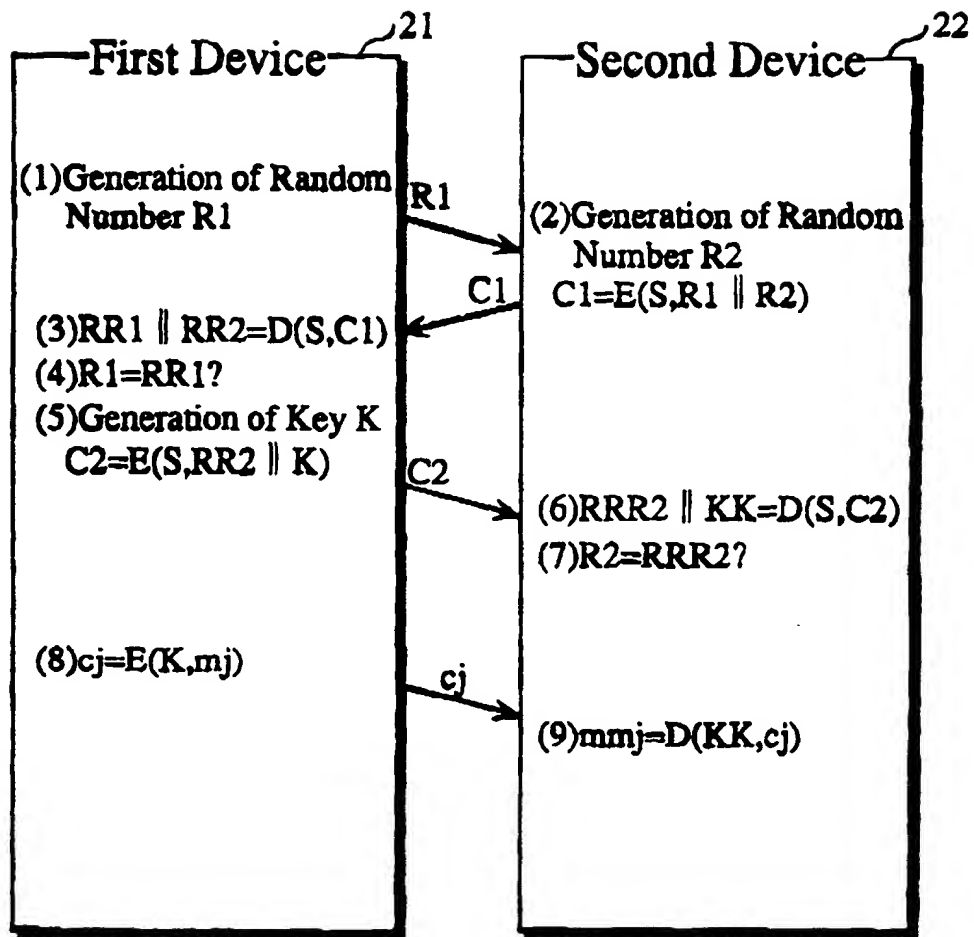 21
First Device
(1)Generation of Random
Number R1
R1
C1
(3)RR1 ∥ RR2=D(S,C1)
(4)R1=RR1?
(5)Generation of Key K
C2=E(S,RR2 ∥ K)
C2
(8)cj=E(K,mj)
cj
22
Second Device
(2)Generation of Random
Number R2
C1=E(S,R1 ∥ R2)
(6)RRR2 ∥ KK=D(S,C2)
(7)R2=RRR2?
(9)mmj=D(KK,cj)